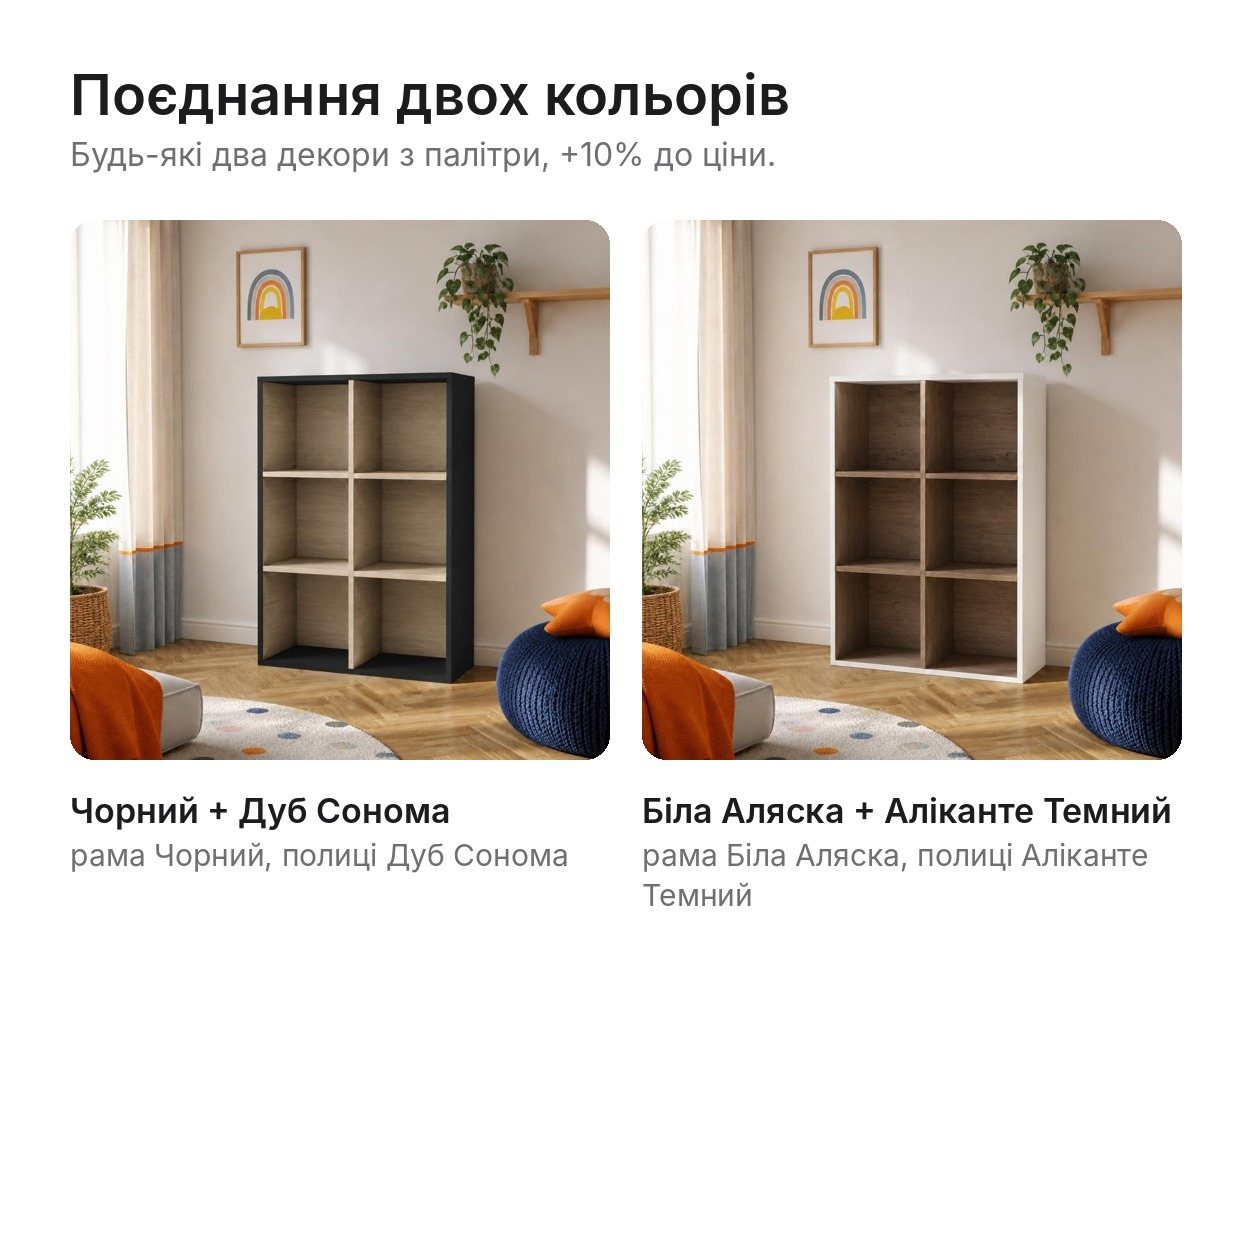 Поєднання двох кольорів
Будь-які два декори з палітри, +10% до ціни.
Чорний + Дуб Сонома
рама Чорний, полиці Дуб Сонома
Біла Аляска + Аліканте Темний
рама Біла Аляска, полиці Аліканте
Темний